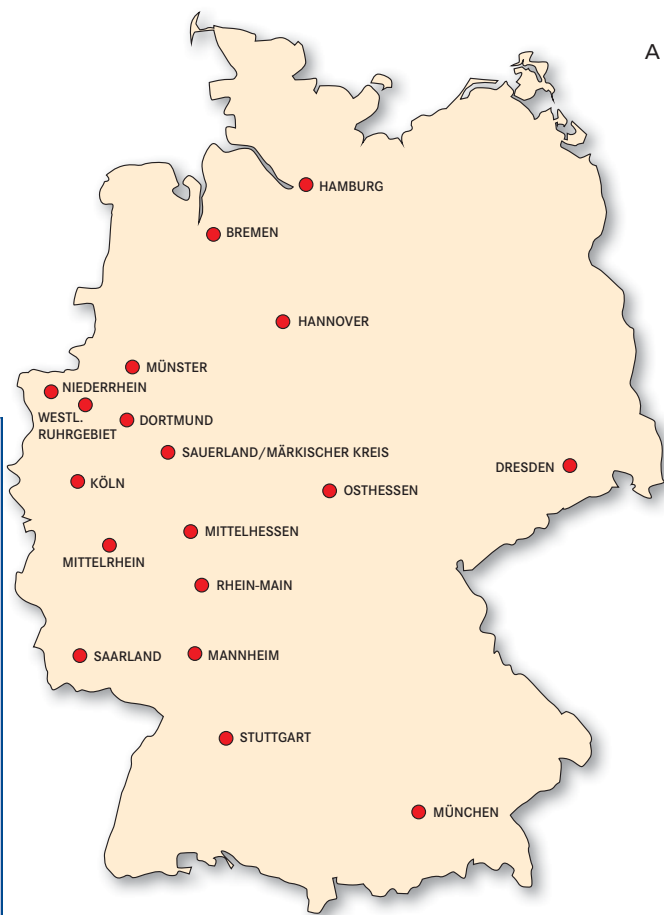 A
HAMBURG
BREMEN
HANNOVER
MÜNSTER
NIEDERRHEIN
WESTL.
RUHRGEBIET
DORTMUND
SAUERLAND/MÄRKISCHER KREIS
DRESDEN
KÖLN
OSTHESSEN
MITTELHESSEN
MITTELRHEIN
RHEIN-MAIN
SAARLAND
MANNHEIM
STUTTGART
MÜNCHEN